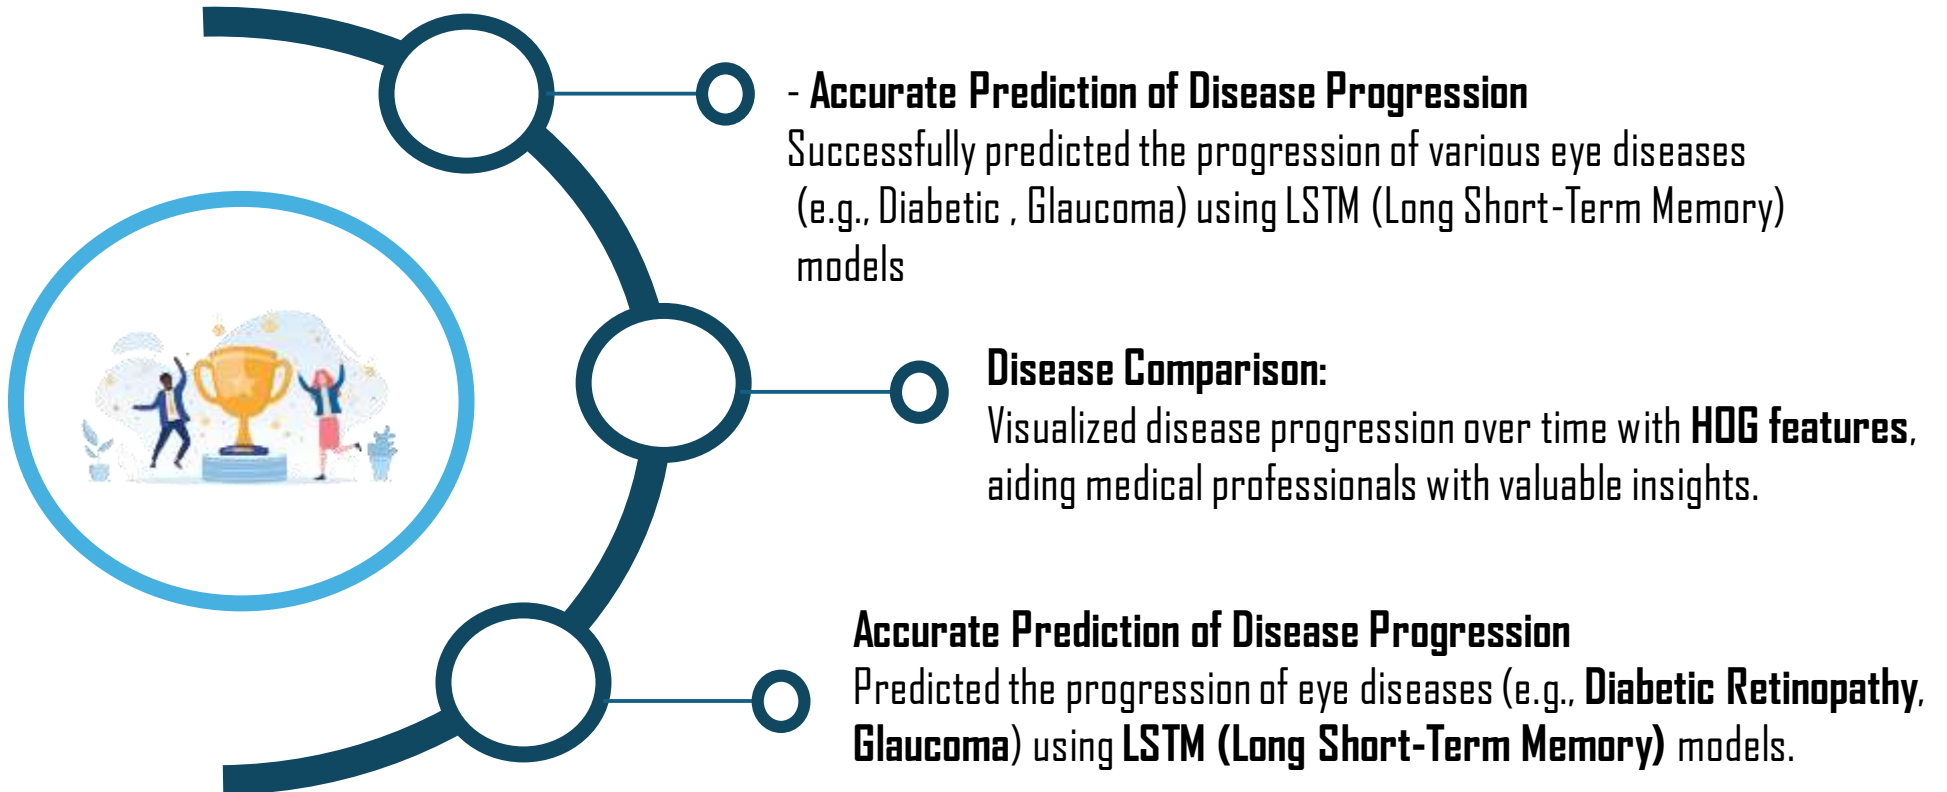 - Accurate Prediction of Disease Progression
Successfully predicted the progression of various eye diseases
(e.g., Diabetic , Glaucoma) using LSTM (Long Short-Term Memory)
models
Disease Comparison:
Visualized disease progression over time with HOG features,
aiding medical professionals with valuable insights.
Accurate Prediction of Disease Progression
Predicted the progression of eye diseases (e.g., Diabetic Retinopathy,
Glaucoma) using LSTM (Long Short-Term Memory) models.